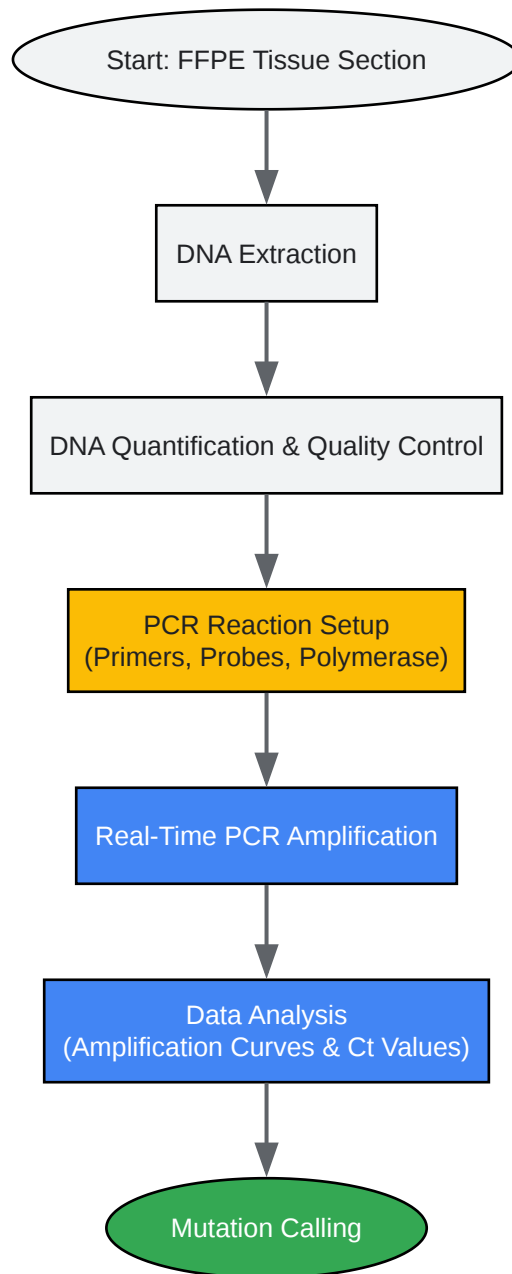 Start: FFPE Tissue Section
DNA Extraction
DNA Quantification & Quality Control
PCR Reaction Setup
(Primers, Probes, Polymerase)
Real-Time PCR Amplification
Data Analysis
(Amplification Curves & Ct Values)
Mutation Calling